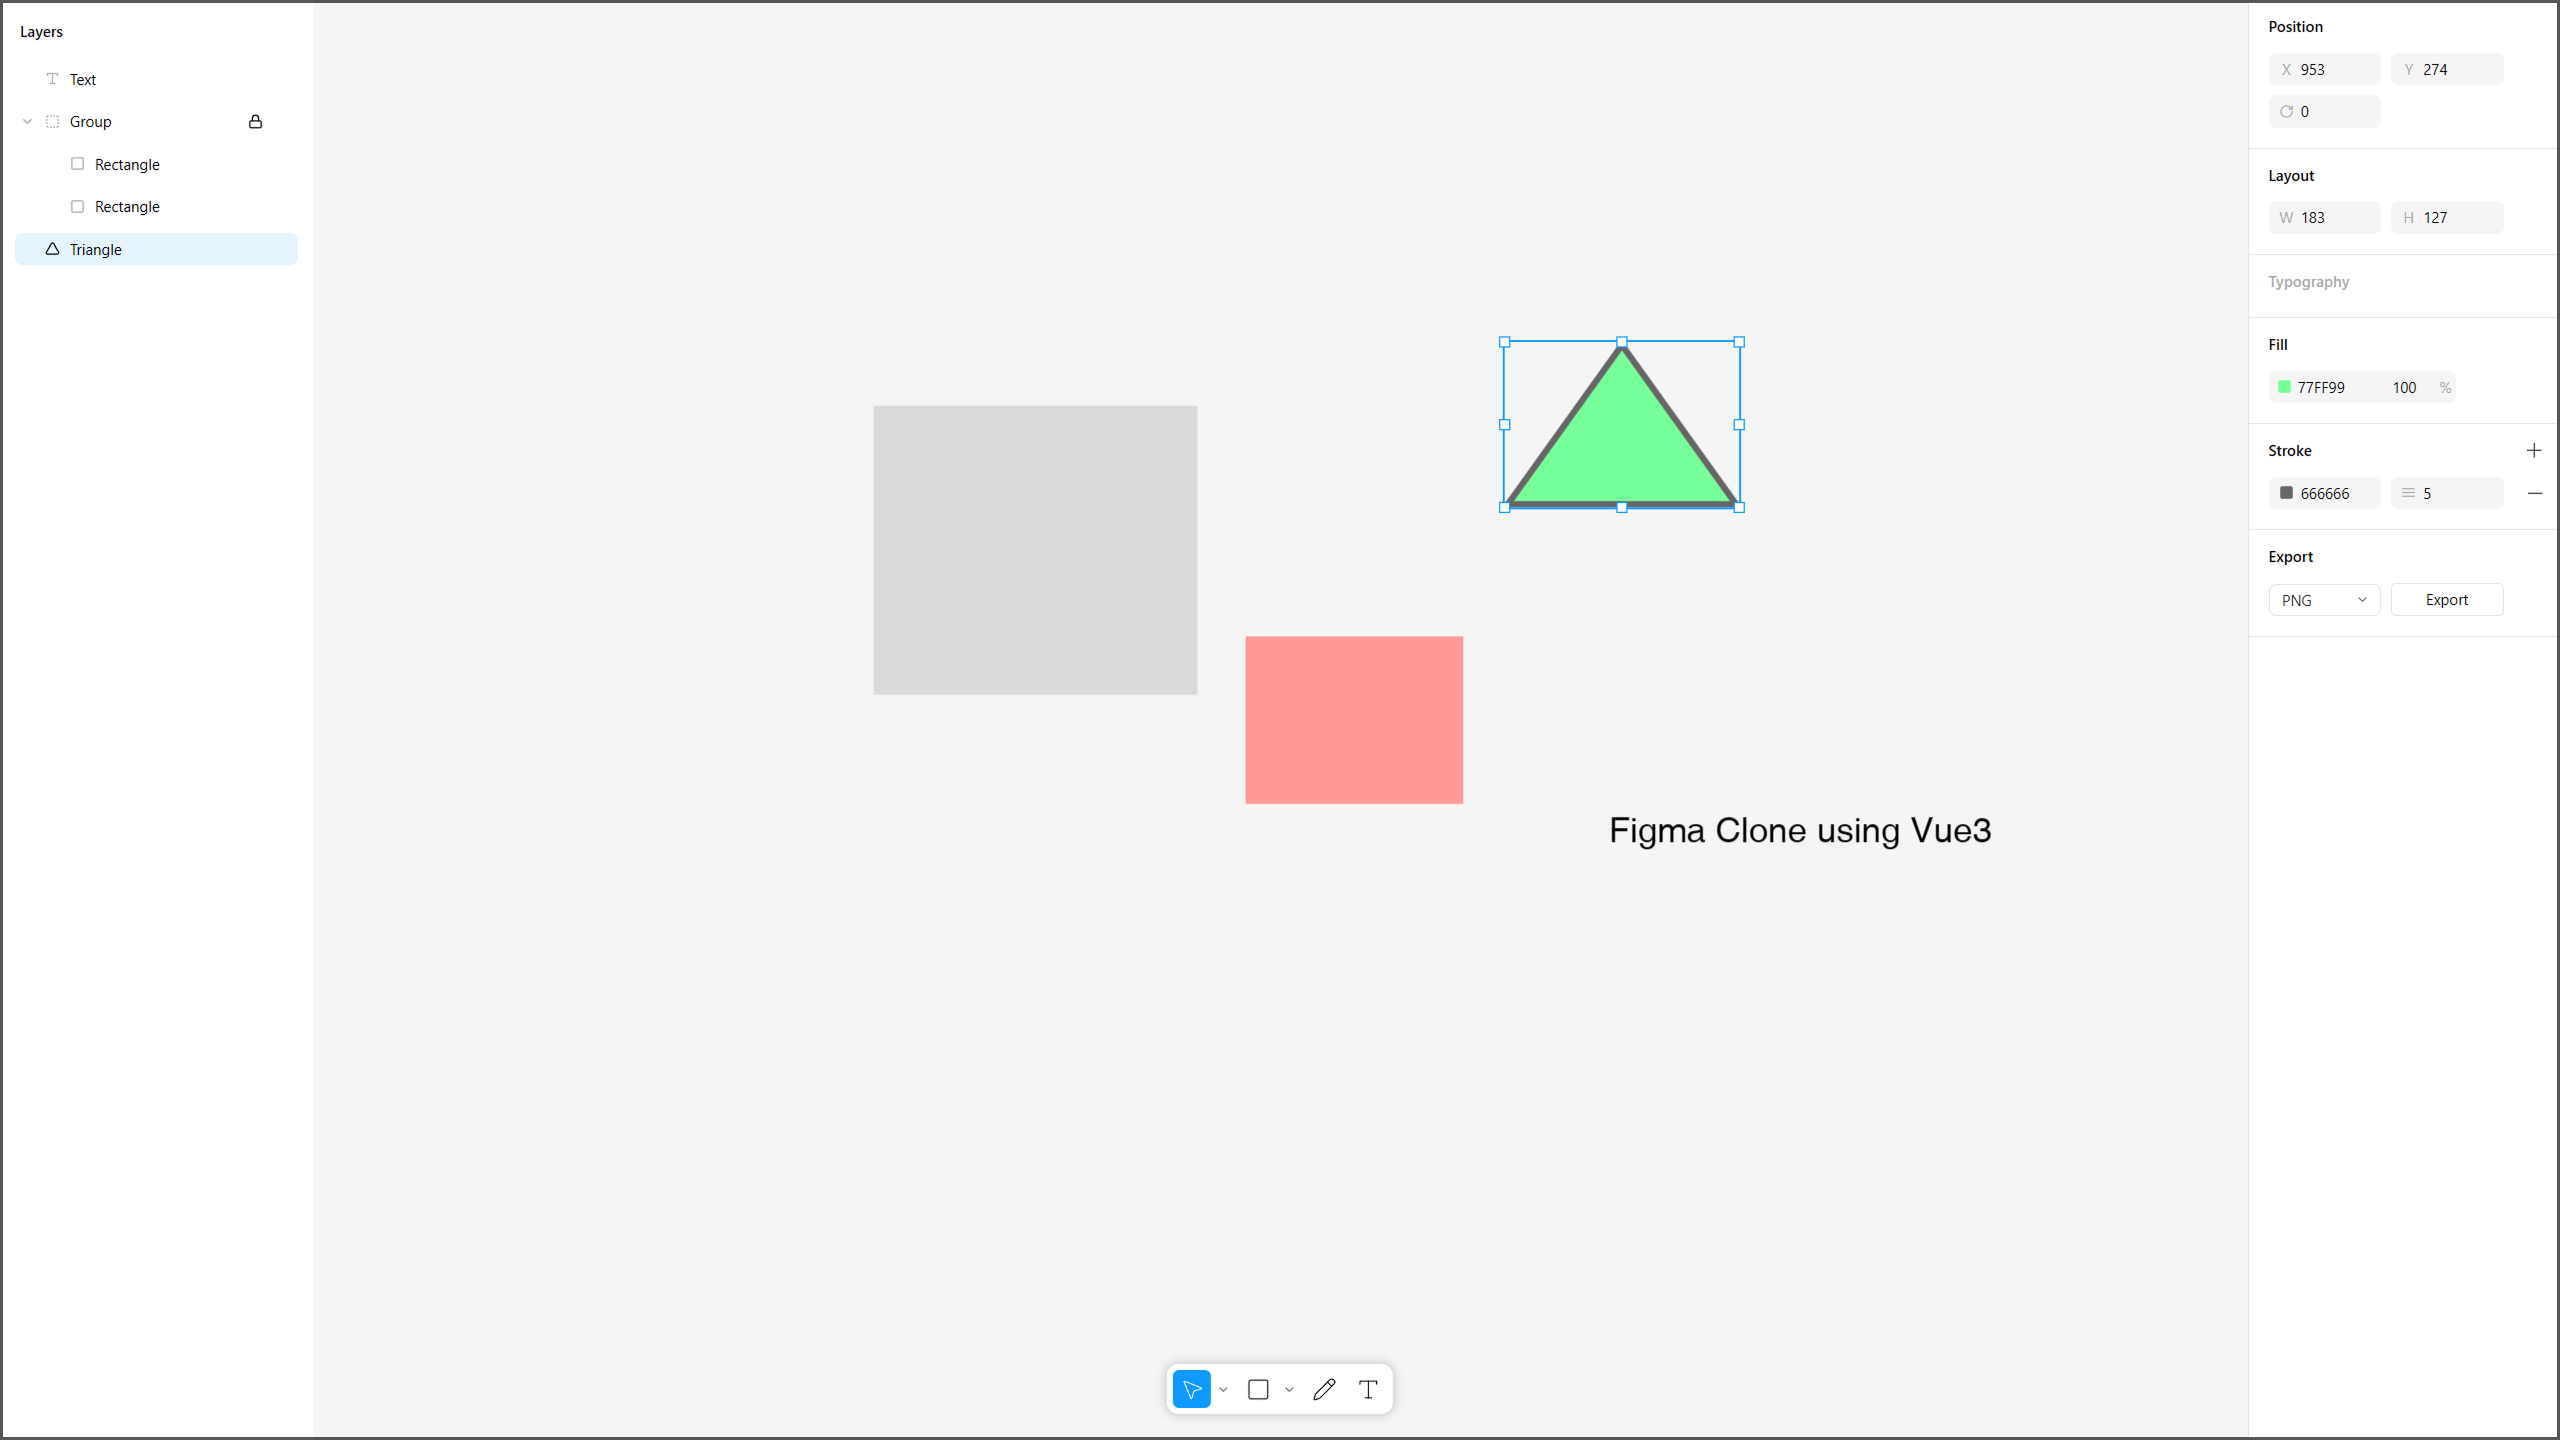 Layers
Text
Group
Rectangle
Rectangle
Triangle
Figma Clone using Vue3
Position
X 953 Y 274
0
Layout
W 183 H 127
Typography
Fill
77FF99 100 %
Stroke
666666 5
Export
PNG Export